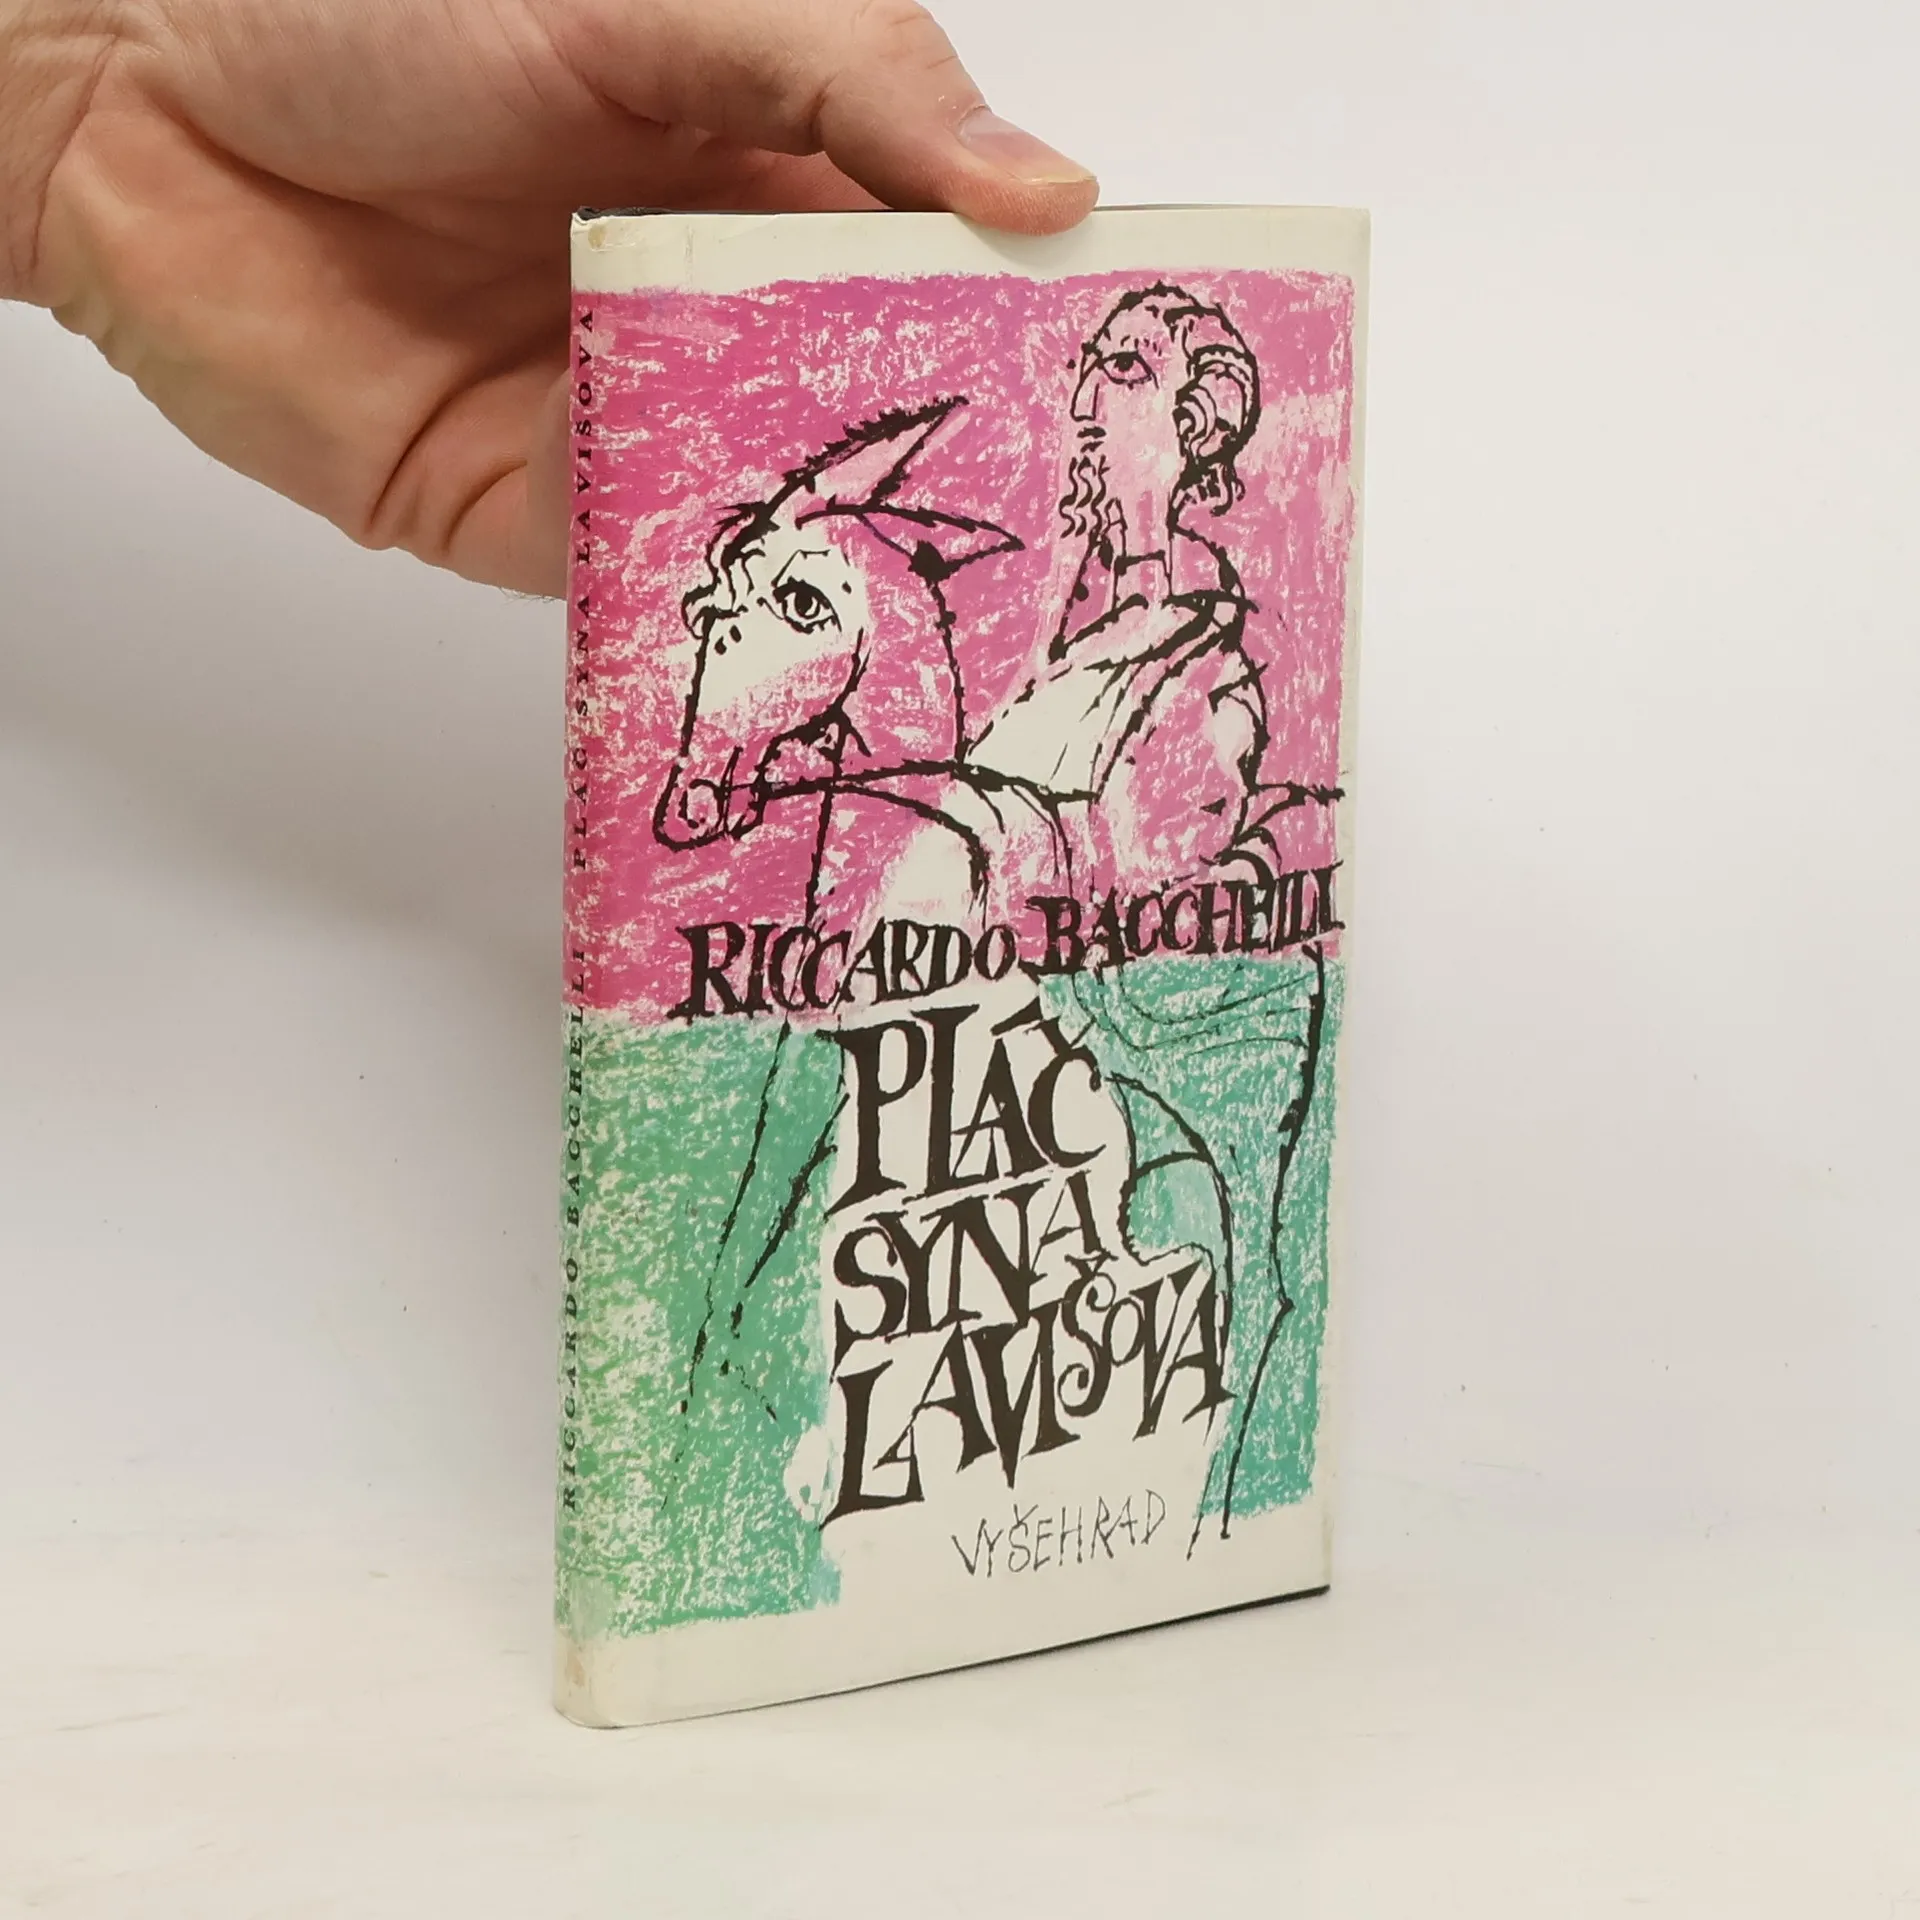 RICCARDO BACCHELLI PLÁČ SYNA LAVIŠOVA
RICCARDO BACCHELLI
PLÁČ
SYNA
LAVIŠOVA
VYŠEHRAD